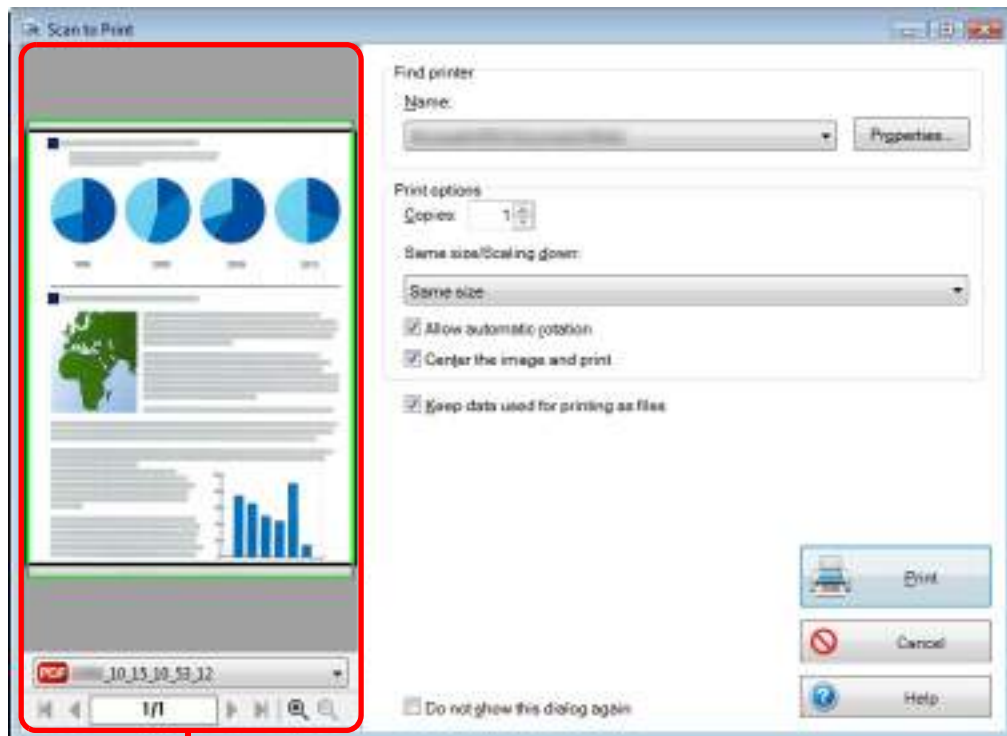 Scan to Print
Find printer
Name:
Properties...
Print options
Copies: 1
Same size/Scaling down:
Same size
Allow automatic rotation
Center the image and print
Keep data used for printing as files
Print
Cancel
Help
Do not show this dialog again
PDF _10_15_10_53_12
1/1